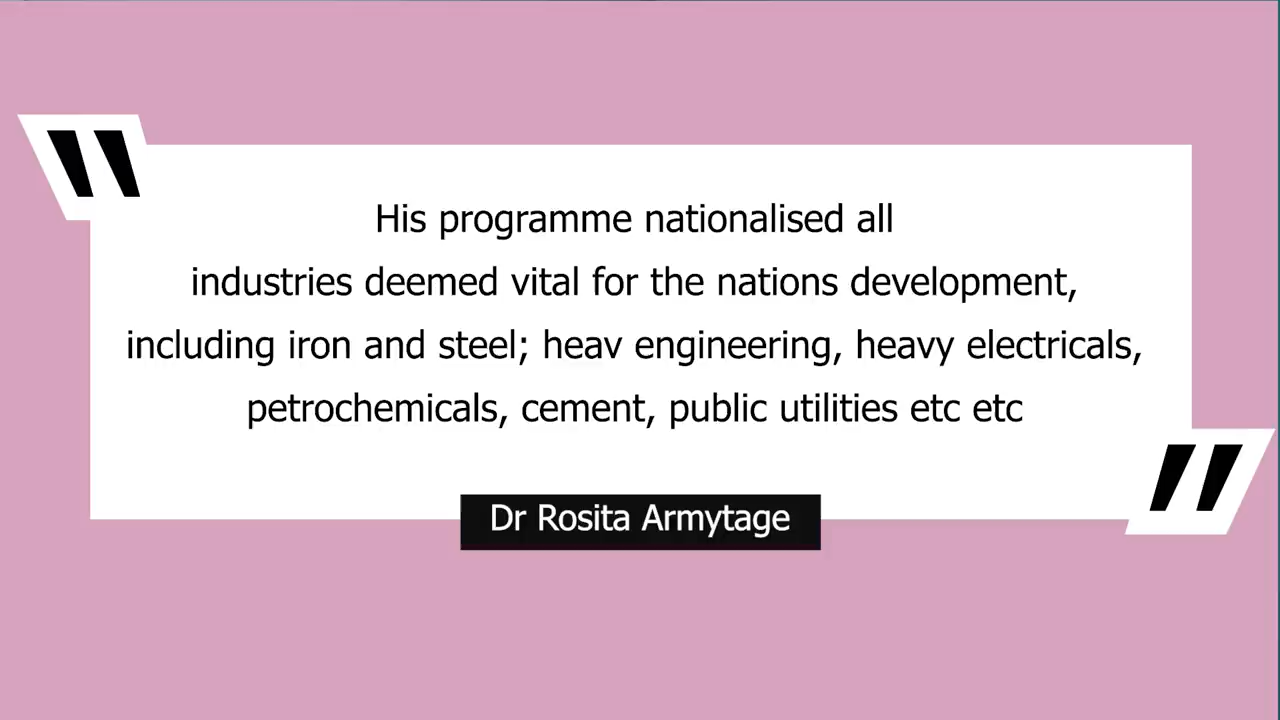 His programme nationalised all
industries deemed vital for the nations development,
including iron and steel; heav engineering, heavy electricals,
petrochemicals, cement, public utilities etc etc
Dr Rosita Armytage